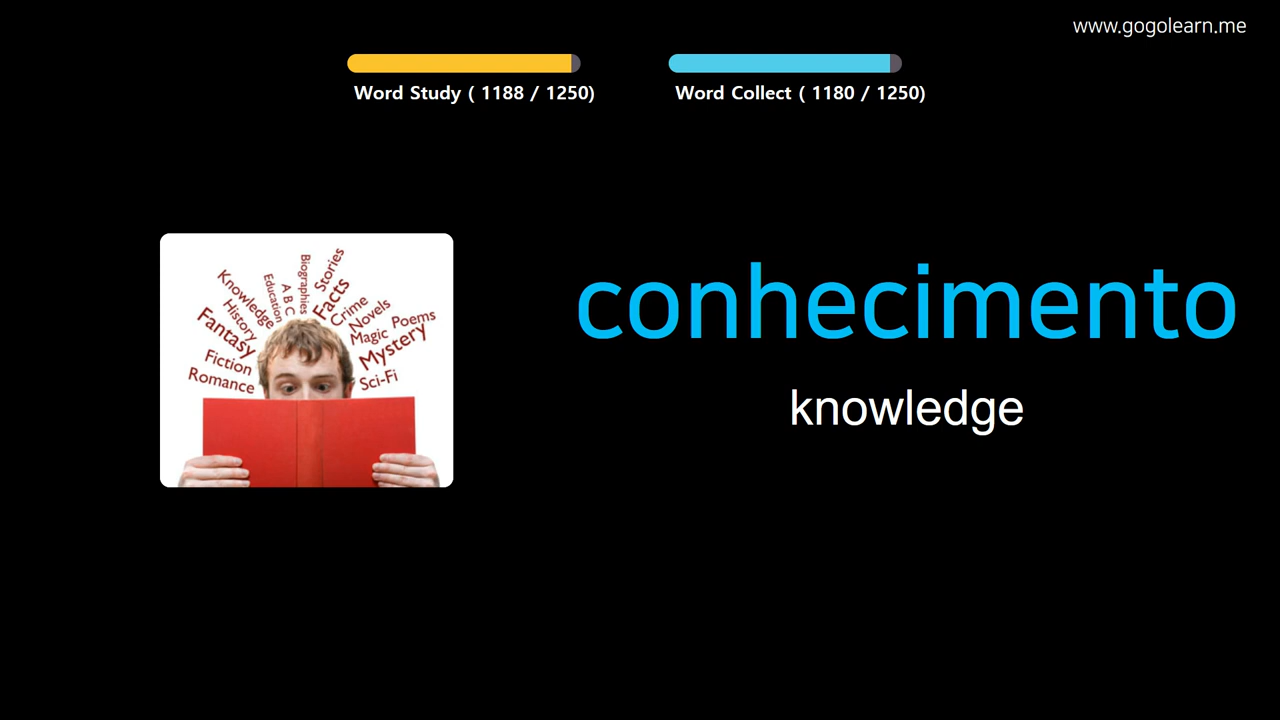 www.gogolearn.me
Word Study ( 1188 / 1250)
Word Collect ( 1180 / 1250)
conhecimento
knowledge
Knowledge
History
Fantasy
Fiction
Romance
Education
A B C
Biographies
Stories
Facts
Crime
Novels
Magic
Poems
Mystery
Sci-Fi